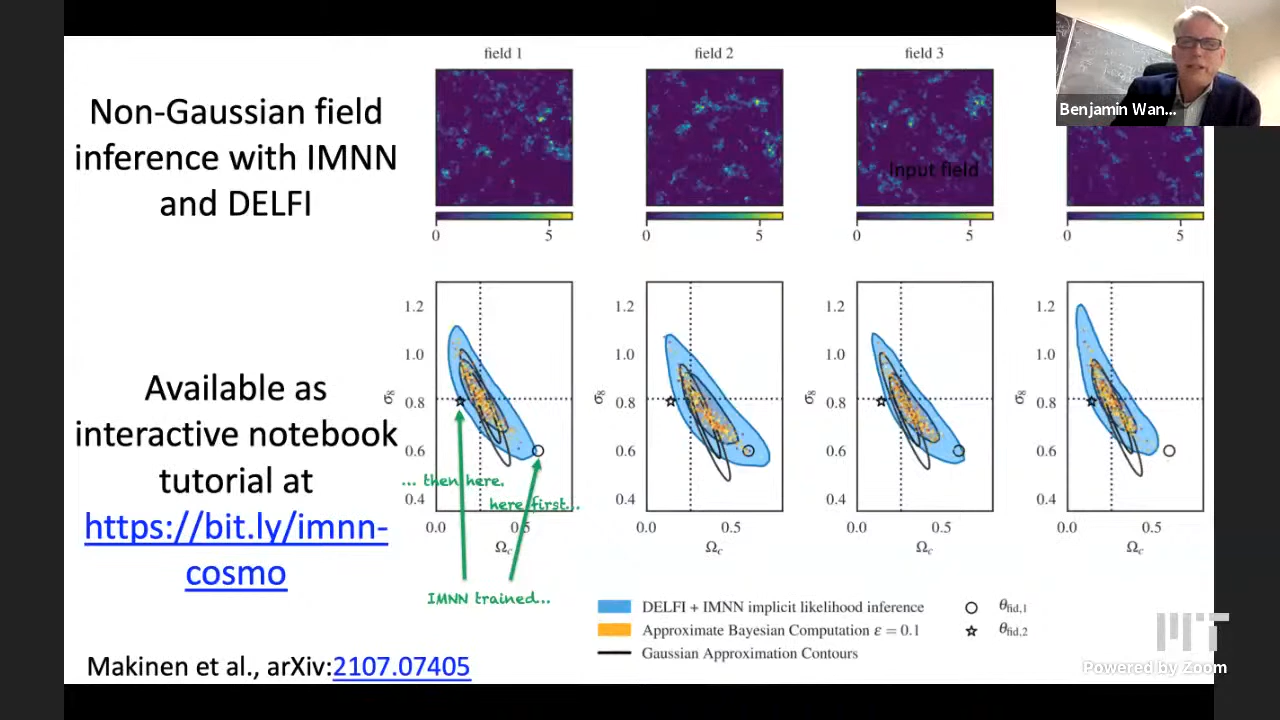 Non-Gaussian field
inference with IMNN
and DELFI
Available as
interactive notebook
tutorial at
https://bit.ly/imnn-
cosmo
Makinen et al., arXiv:2107.07405
field 1
field 2
field 3
Input field
0 5
0 5
0 5
0 5
1.2
1.0
0.8
0.6
0.4
σ8
0.0 0.5
Ωc
1.2
1.0
0.8
0.6
0.4
σ8
0.0 0.5
Ωc
1.2
1.0
0.8
0.6
0.4
σ8
0.0 0.5
Ωc
1.2
1.0
0.8
0.6
0.4
σ8
0.0 0.5
Ωc
... then here.
here first...
IMNN trained...
DELFI + IMNN implicit likelihood inference
Approximate Bayesian Computation ε = 0.1
Gaussian Approximation Contours
θfid,1
θfid,2
Benjamin Wan...
MIT
Powered by Zoom